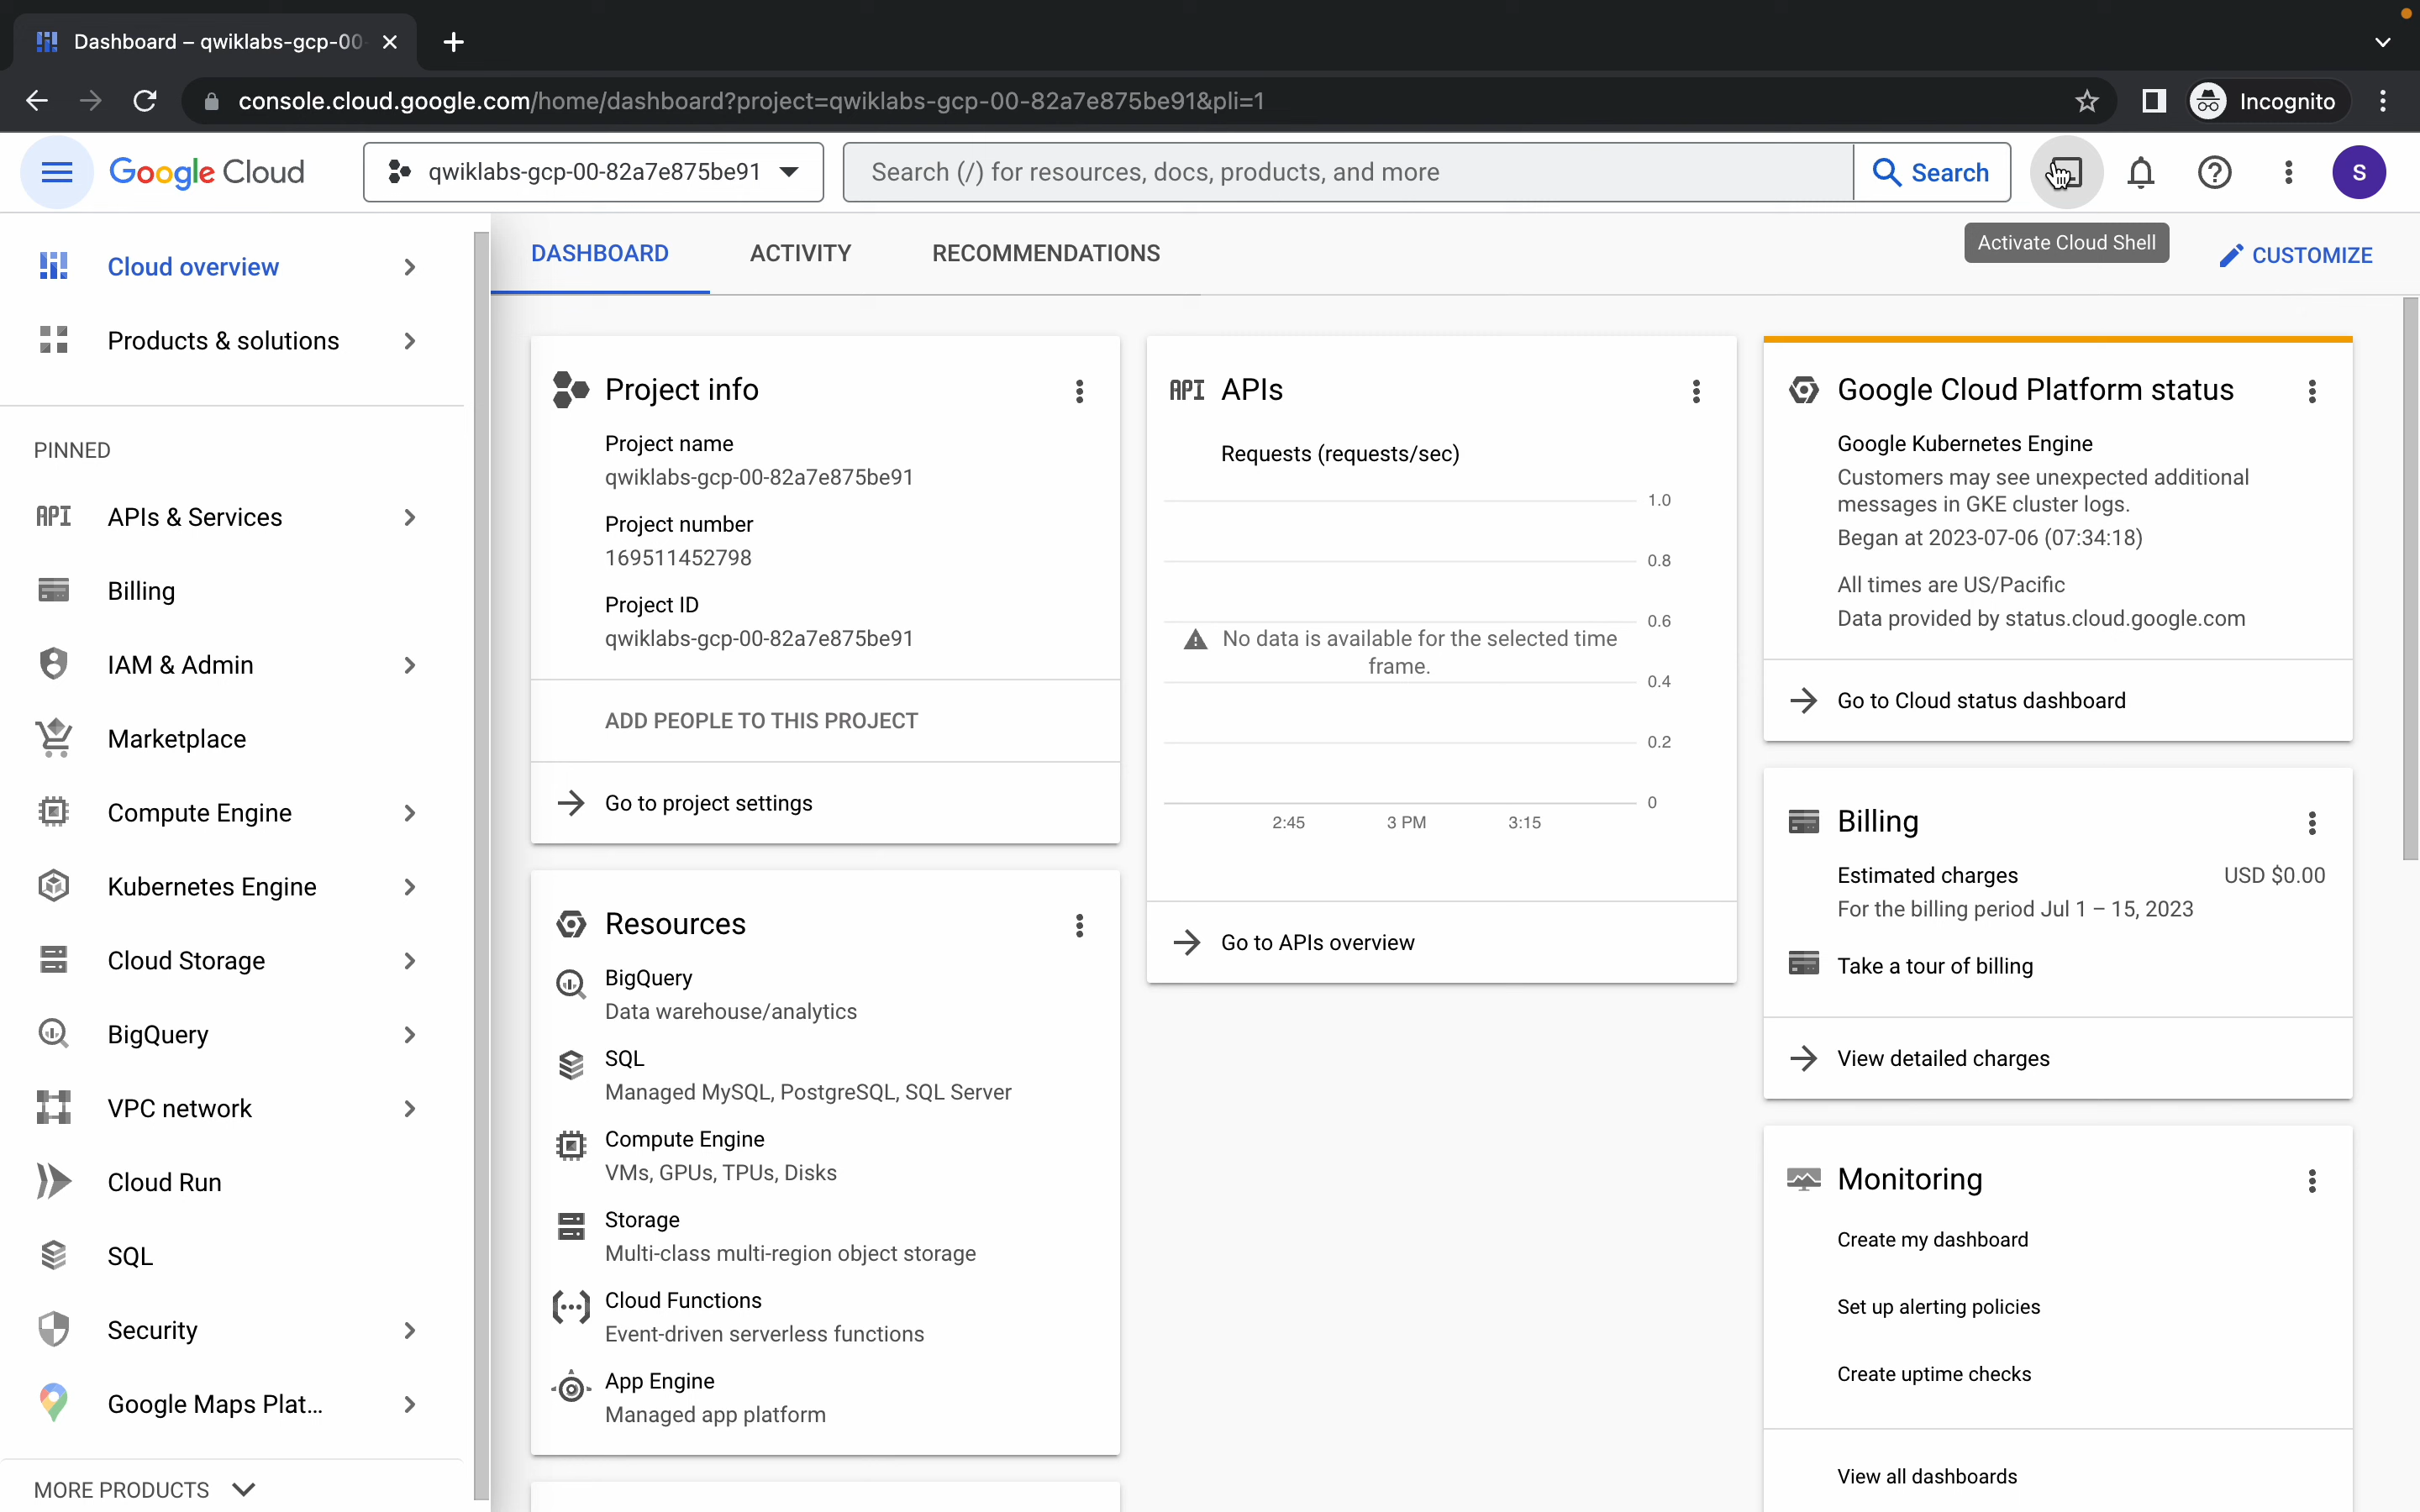 Dashboard – qwiklabs-gcp-00
console.cloud.google.com/home/dashboard?project=qwiklabs-gcp-00-82a7e875be91&pli=1
Incognito
Google Cloud
qwiklabs-gcp-00-82a7e875be91
Search (/) for resources, docs, products, and more
Search
S
Activate Cloud Shell
Cloud overview
Products & solutions
PINNED
API APIs & Services
Billing
IAM & Admin
Marketplace
Compute Engine
Kubernetes Engine
Cloud Storage
BigQuery
VPC network
Cloud Run
SQL
Security
Google Maps Plat...
MORE PRODUCTS
DASHBOARD
ACTIVITY
RECOMMENDATIONS
CUSTOMIZE
Project info
Project name
qwiklabs-gcp-00-82a7e875be91
Project number
169511452798
Project ID
qwiklabs-gcp-00-82a7e875be91
ADD PEOPLE TO THIS PROJECT
Go to project settings
Resources
BigQuery
Data warehouse/analytics
SQL
Managed MySQL, PostgreSQL, SQL Server
Compute Engine
VMs, GPUs, TPUs, Disks
Storage
Multi-class multi-region object storage
Cloud Functions
Event-driven serverless functions
App Engine
Managed app platform
API APIs
Requests (requests/sec)
1.0
0.8
0.6
No data is available for the selected time
frame.
0.4
0.2
0
2:45 3 PM 3:15
Go to APIs overview
Google Cloud Platform status
Google Kubernetes Engine
Customers may see unexpected additional
messages in GKE cluster logs.
Began at 2023-07-06 (07:34:18)
All times are US/Pacific
Data provided by status.cloud.google.com
Go to Cloud status dashboard
Billing
Estimated charges USD $0.00
For the billing period Jul 1 – 15, 2023
Take a tour of billing
View detailed charges
Monitoring
Create my dashboard
Set up alerting policies
Create uptime checks
View all dashboards